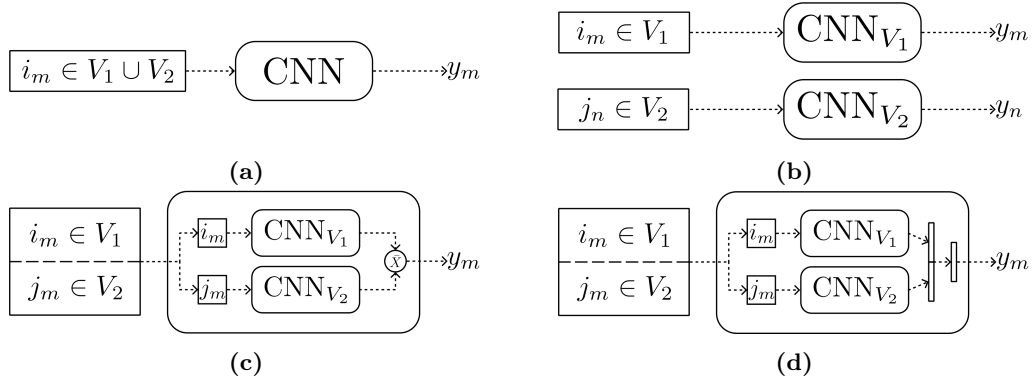 i_m ∈ V_1 ∪ V_2 CNN y_m
(a)
i_m ∈ V_1 CNN_{V_1} y_m
j_n ∈ V_2 CNN_{V_2} y_n
(b)
i_m ∈ V_1
j_m ∈ V_2
i_m CNN_{V_1}
j_m CNN_{V_2}
x̄
y_m
(c)
i_m ∈ V_1
j_m ∈ V_2
i_m CNN_{V_1}
j_m CNN_{V_2}
y_m
(d)